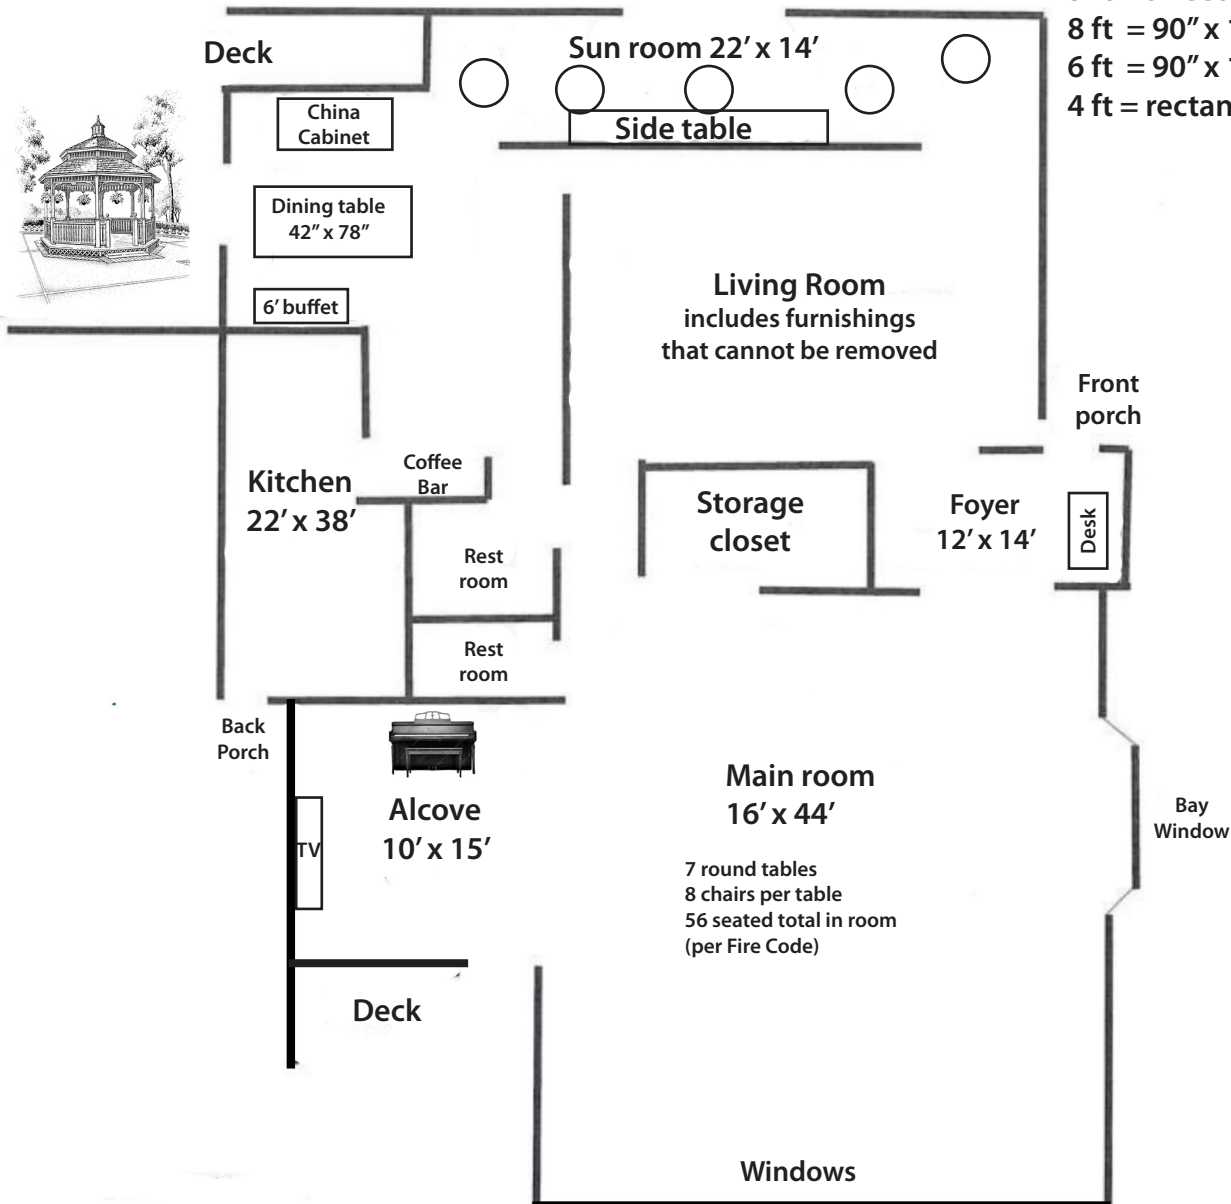 8 ft = 90” x
6 ft = 90” x
4 ft =
Deck
Sun room 22’ x 14’
China
Cabinet
Side table
Dining table
42” x 78”
6’ buffet
Living Room
includes furnishings
that cannot be removed
Front
porch
Coffee
Bar
Kitchen
22’ x 38’
Storage
closet
Foyer
12’ x 14’
Desk
Rest
room
Rest
room
Back
Porch
Alcove
10’ x 15’
TV
Main room
16’ x 44’
7 round tables
8 chairs per table
56 seated total in room
(per Fire Code)
Bay
Window
Deck
Windows